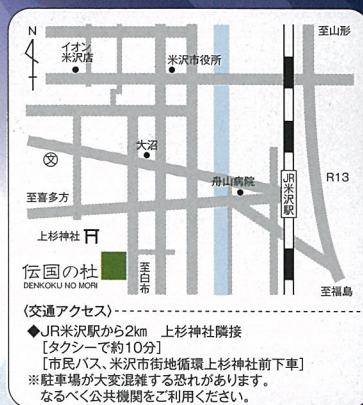 N
至山形
イオン
米沢店
米沢市役所
大沼
文
舟山病院
JR米沢駅
R13
至喜多方
上杉神社
伝国の杜
DENKOKU NO MORI
至白布
至福島
〈交通アクセス〉
◆JR米沢駅から2km 上杉神社隣接
[タクシーで約10分]
[市民バス、米沢市街地循環上杉神社前下車]
※駐車場が大変混雑する恐れがあります。
なるべく公共機関をご利用ください。